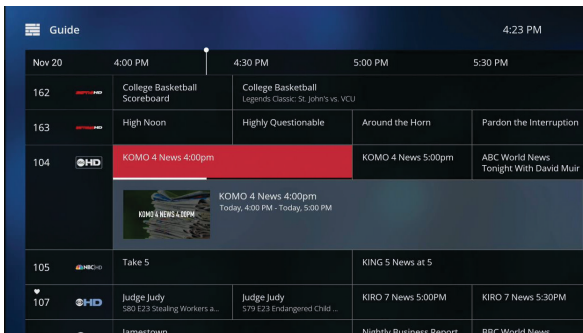 Guide
4:23 PM
Nov 20
4:00 PM
4:30 PM
5:00 PM
5:30 PM
162
HD
College Basketball
Scoreboard
College Basketball
Legends Classic: St. John's vs. VCU
163
HD
High Noon
Highly Questionable
Around the Horn
Pardon the Interruption
104
HD
KOMO 4 News 4:00pm
KOMO 4 News 5:00pm
ABC World News
Tonight With David Muir
KOMO 4 NEWS 4:00PM
KOMO 4 News 4:00pm
Today, 4:00 PM - Today, 5:00 PM
105
NBC HD
Take 5
KING 5 News at 5
107
HD
Judge Judy
S80 E23 Stealing Workers a...
Judge Judy
S79 E23 Endangered Child ...
KIRO 7 News 5:00PM
KIRO 7 News 5:30PM
Jamestown
Nightly Business Report
BBC World News